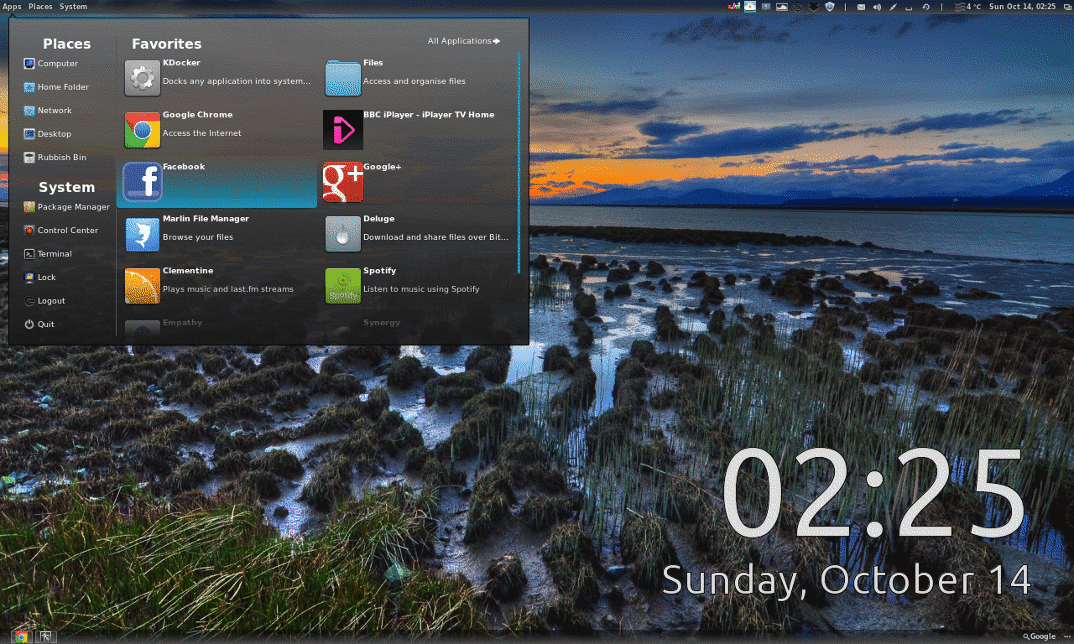 Apps Places System
4 °C Sun Oct 14, 02:25
Places
Computer
Home Folder
Network
Desktop
Rubbish Bin
System
Package Manager
Control Center
Terminal
Lock
Logout
Quit
Favorites
All Applications
KDocker
Docks any application into system...
Files
Access and organise files
Google Chrome
Access the Internet
BBC iPlayer - iPlayer TV Home
Facebook
Google+
Marlin File Manager
Browse your files
Deluge
Download and share files over Bit...
Clementine
Plays music and last.fm streams
Spotify
Spotify
Listen to music using Spotify
Empathy
Synergy
02:25
Sunday, October 14
Google